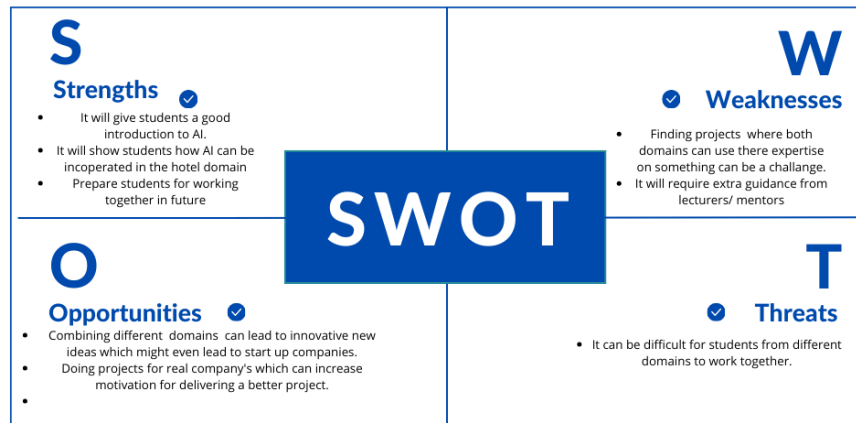 S
Strengths
• It will give students a good
introduction to AI.
• It will show students how AI can be
incoperated in the hotel domain
• Prepare students for working
together in future
W
Weaknesses
• Finding projects where both
domains can use there expertise
on something can be a challange.
• It will require extra guidance from
lecturers/ mentors
SWOT
O
Opportunities
• Combining different domains can lead to innovative new
ideas which might even lead to start up companies.
• Doing projects for real company's which can increase
motivation for delivering a better project.
•
T
Threats
• It can be difficult for students from different
domains to work together.